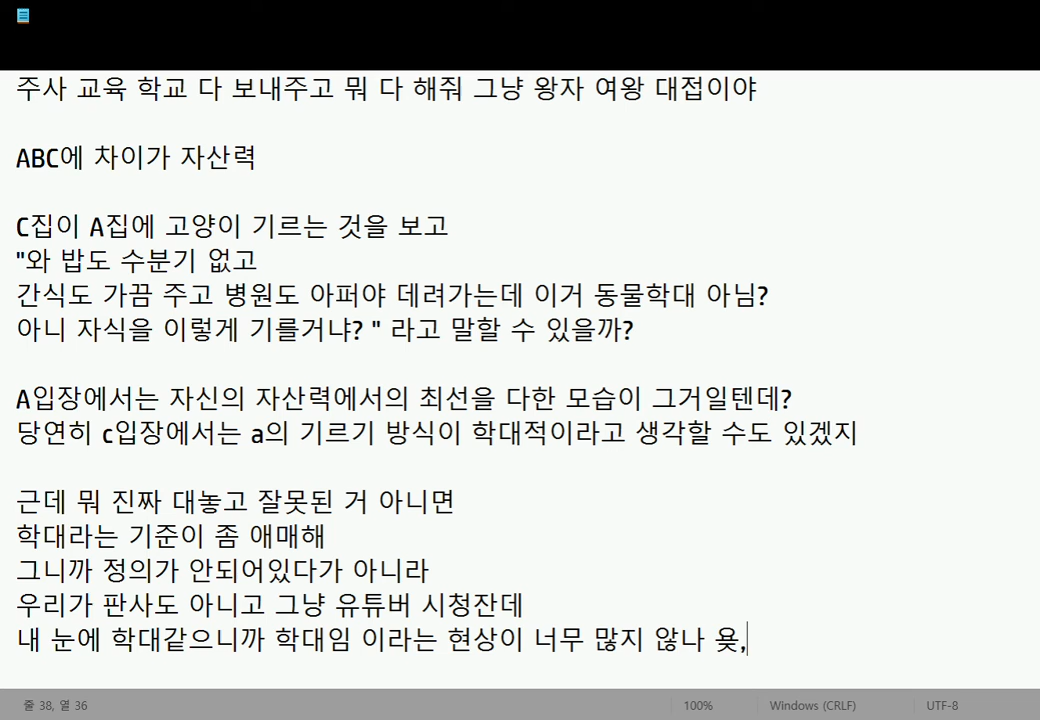 주사 교육 학교 다 보내주고 뭐 다 해줘 그냥 왕자 여왕 대접이야
ABC에 차이가 자산력
C집이 A집에 고양이 기르는 것을 보고
"와 밥도 수분기 없고
간식도 가끔 주고 병원도 아퍼야 데려가는데 이거 동물학대 아님?
아니 자식을 이렇게 기를거냐? " 라고 말할 수 있을까?
A입장에서는 자신의 자산력에서의 최선을 다한 모습이 그거일텐데?
당연히 c입장에서는 a의 기르기 방식이 학대적이라고 생각할 수도 있겠지
근데 뭐 진짜 대놓고 잘못된 거 아니면
학대라는 기준이 좀 애매해
그니까 정의가 안되어있다가 아니라
우리가 판사도 아니고 그냥 유튜버 시청잔데
내 눈에 학대같으니까 학대임 이라는 현상이 너무 많지 않나 욪,
줄 38, 열 36 100% Windows (CRLF) UTF-8